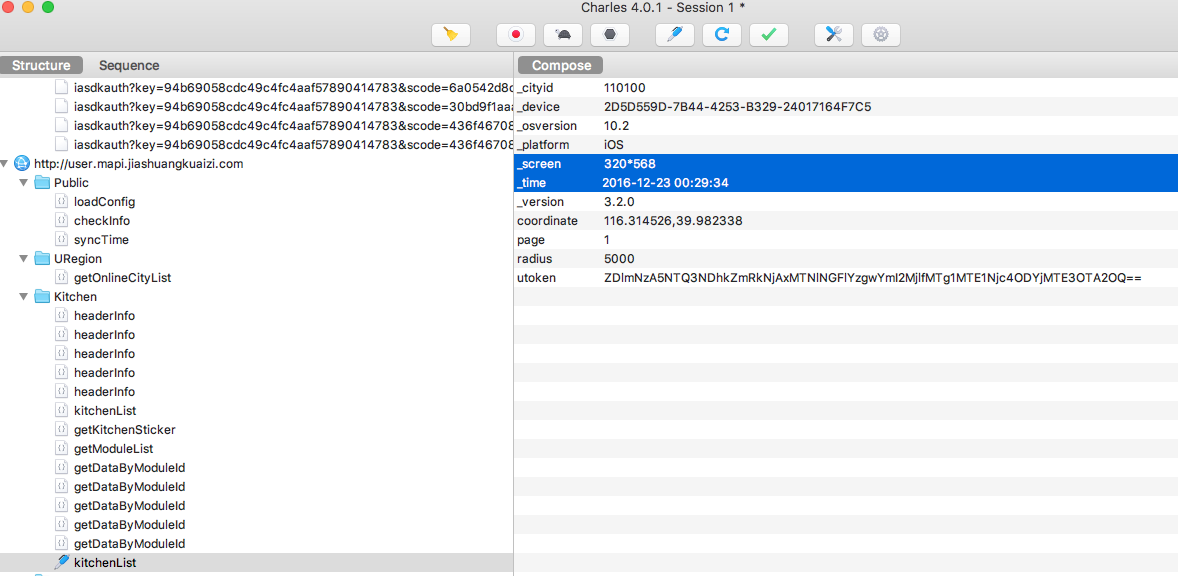 Charles 4.0.1 - Session 1 *
Structure Sequence
iasdkauth?key=94b69058cdc49c4fc4aaf57890414783&scode=6a0542d8c
iasdkauth?key=94b69058cdc49c4fc4aaf57890414783&scode=30bd9f1aaa
iasdkauth?key=94b69058cdc49c4fc4aaf57890414783&scode=436f46708
iasdkauth?key=94b69058cdc49c4fc4aaf57890414783&scode=436f46708
http://user.mapi.jiashuangkuaizi.com
Public
loadConfig
checkInfo
syncTime
URegion
getOnlineCityList
Kitchen
headerInfo
headerInfo
headerInfo
headerInfo
headerInfo
kitchenList
getKitchenSticker
getModuleList
getDataByModuleId
getDataByModuleId
getDataByModuleId
getDataByModuleId
getDataByModuleId
kitchenList
Compose
_cityid 110100
_device 2D5D559D-7B44-4253-B329-24017164F7C5
_osversion 10.2
_platform iOS
_screen 320*568
_time 2016-12-23 00:29:34
_version 3.2.0
coordinate 116.314526,39.982338
page 1
radius 5000
utoken ZDlmNzA5NTQ3NDhkZmRkNjAxMTNlNGFlYzgwYmI2MjlfMTg1MTE1Njc4ODYjMTE3OTA2OQ==